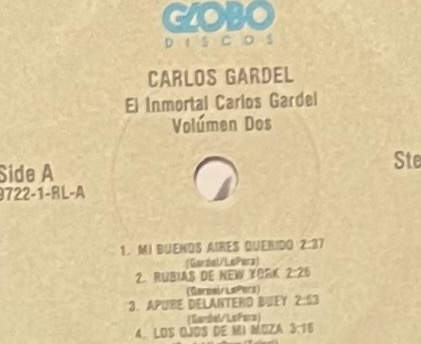 GLOBO
DISCOS
CARLOS GARDEL
El Inmortal Carlos Gardel
Volúmen Dos
Side A
9722-1-RL-A
Ste
1. MI BUENOS AIRES QUERIDO 2:37
(Gardel/LePera)
2. RUBIAS DE NEW YORK 2:26
(Gardel/LePera)
3. APURE DELANTERO BUEY 2:53
(Gardel/LePera)
4. LOS OJOS DE MI MOZA 3:16